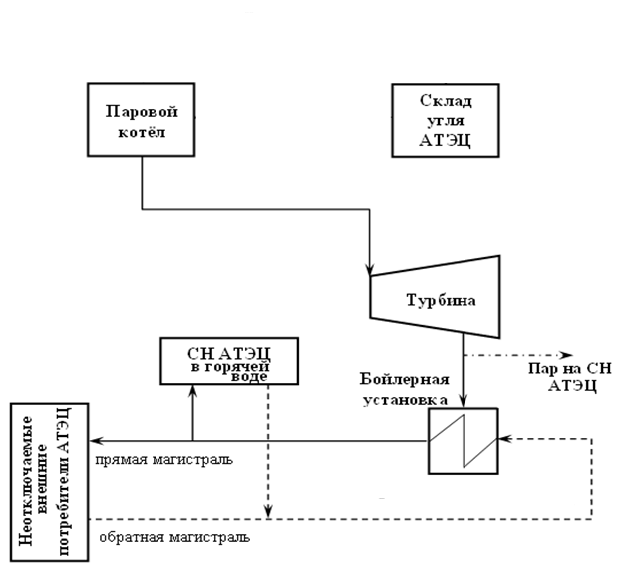 Паровой
котёл
Склад
угля
АТЭЦ
Турбина
СН АТЭЦ
в горячей
воде
Бойлерная
установка
Пар на СН
АТЭЦ
Неотключаемые
внешние
потребители АТЭЦ
прямая магистраль
обратная магистраль